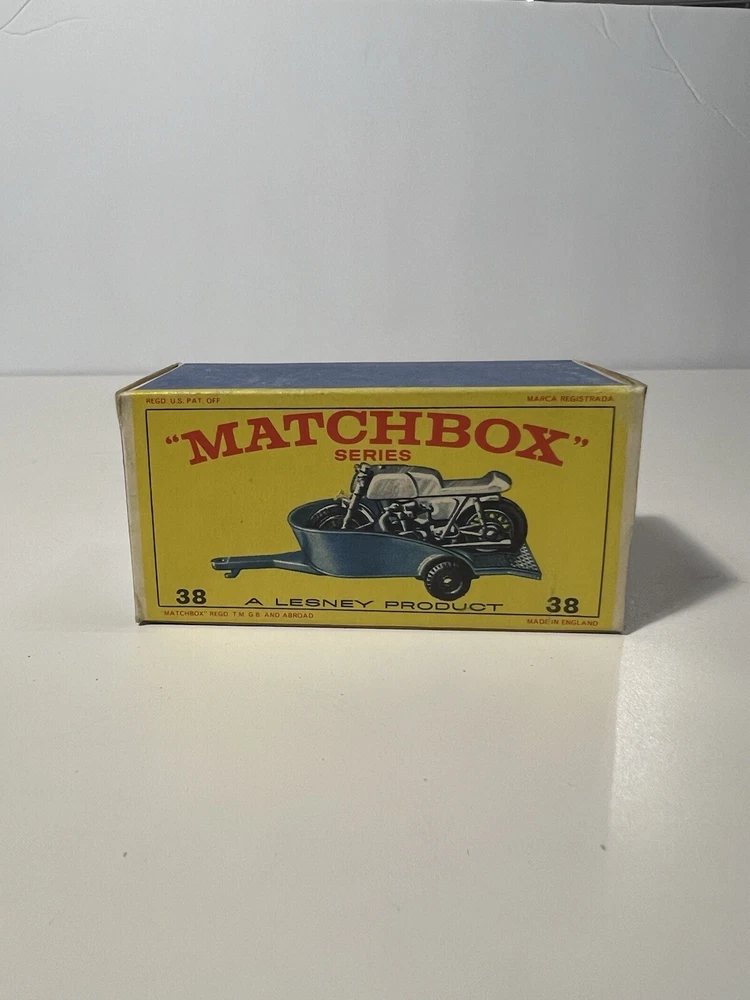 REGD. U.S. PAT. OFF MARCA REGISTRADA
"MATCHBOX"
SERIES
38 A LESNEY PRODUCT 38
"MATCHBOX" REGD. T.M. G.B. AND ABROAD MADE IN ENGLAND